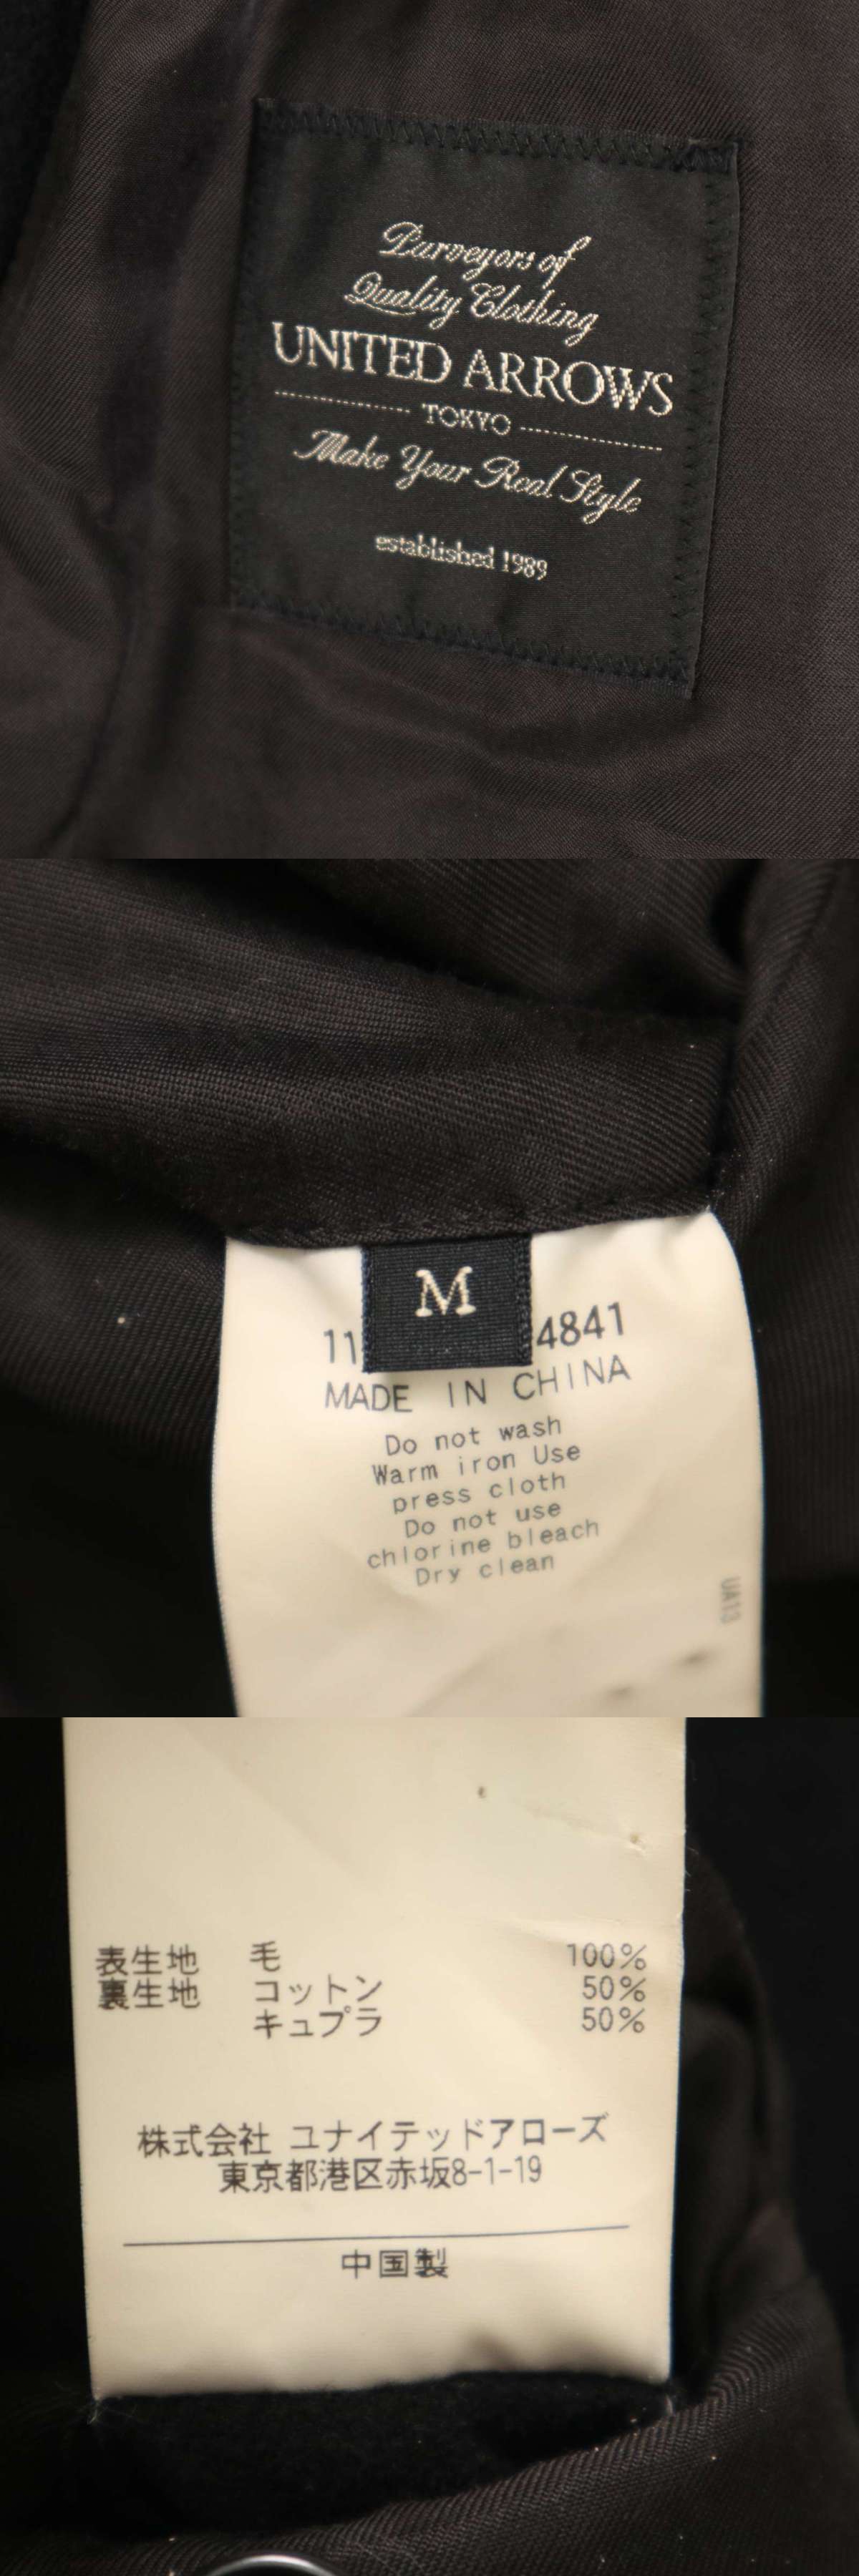 Purveyors of
Quality Clothing
UNITED ARROWS
TOKYO
Make Your Real Style
established 1989
M
11 4841
MADE IN CHINA
Do not wash
Warm iron Use
press cloth
Do not use
chlorine bleach
Dry clean
UA13
表生地 毛 100%
裏生地 コットン 50%
キュプラ 50%
株式会社 ユナイテッドアローズ
東京都港区赤坂8-1-19
中国製